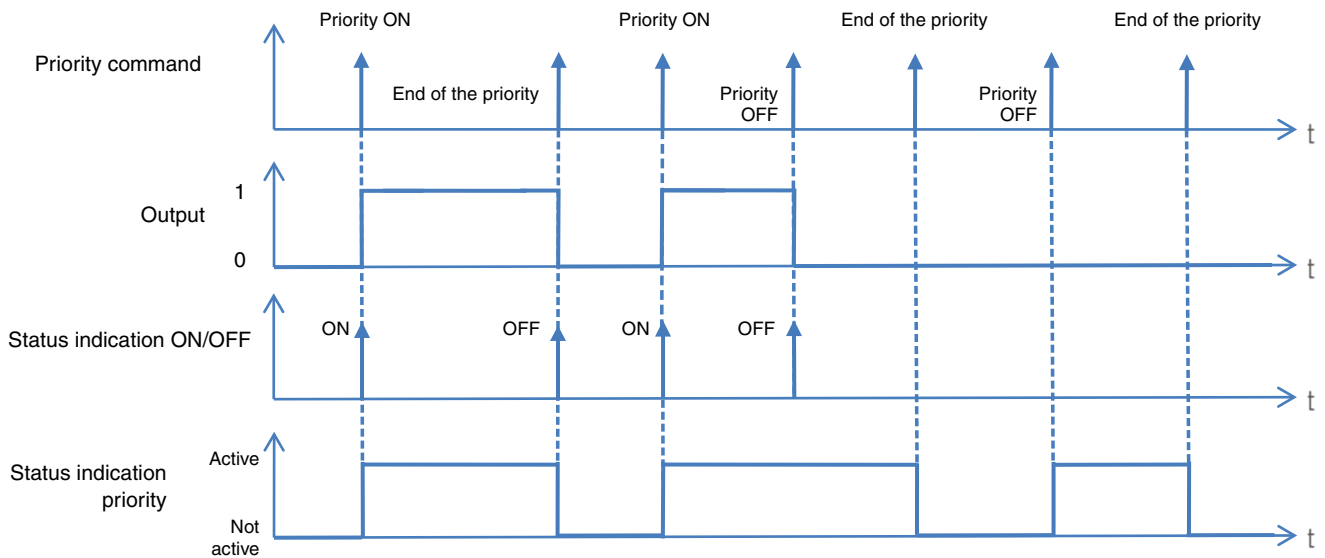 Priority ON
Priority ON
End of the priority
End of the priority
Priority command
End of the priority
Priority
OFF
Priority
OFF
t
1
Output
0
t
Status indication ON/OFF
ON
OFF
ON
OFF
t
Active
Status indication
priority
Not
active
t